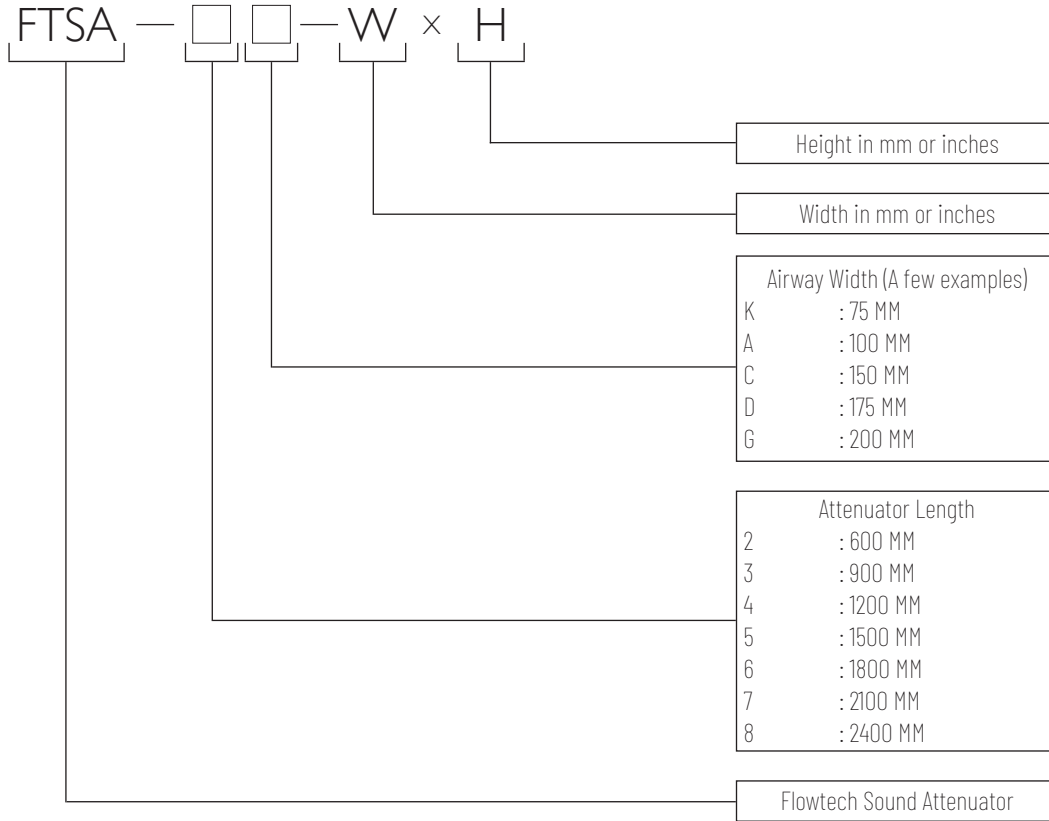 FTSA — □ □ — W × H
Height in mm or inches
Width in mm or inches
Airway Width (A few examples)
K : 75 MM
A : 100 MM
C : 150 MM
D : 175 MM
G : 200 MM
Attenuator Length
2 : 600 MM
3 : 900 MM
4 : 1200 MM
5 : 1500 MM
6 : 1800 MM
7 : 2100 MM
8 : 2400 MM
Flowtech Sound Attenuator